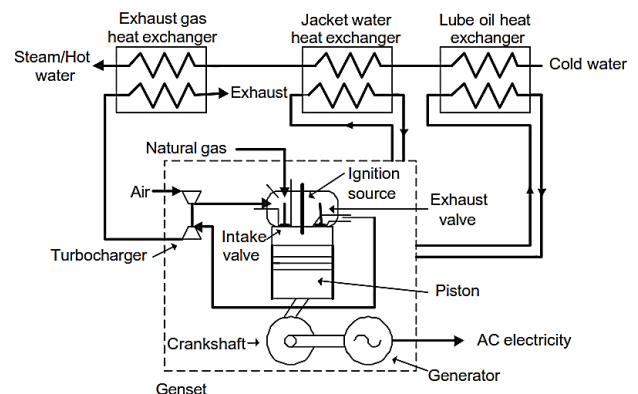 Exhaust gas
heat exchanger
Jacket water
heat exchanger
Lube oil heat
exchanger
Steam/Hot
water
Cold water
Exhaust
Natural gas
Ignition
source
Air
Exhaust
valve
Intake
valve
Turbocharger
Piston
Crankshaft
AC electricity
Generator
Genset